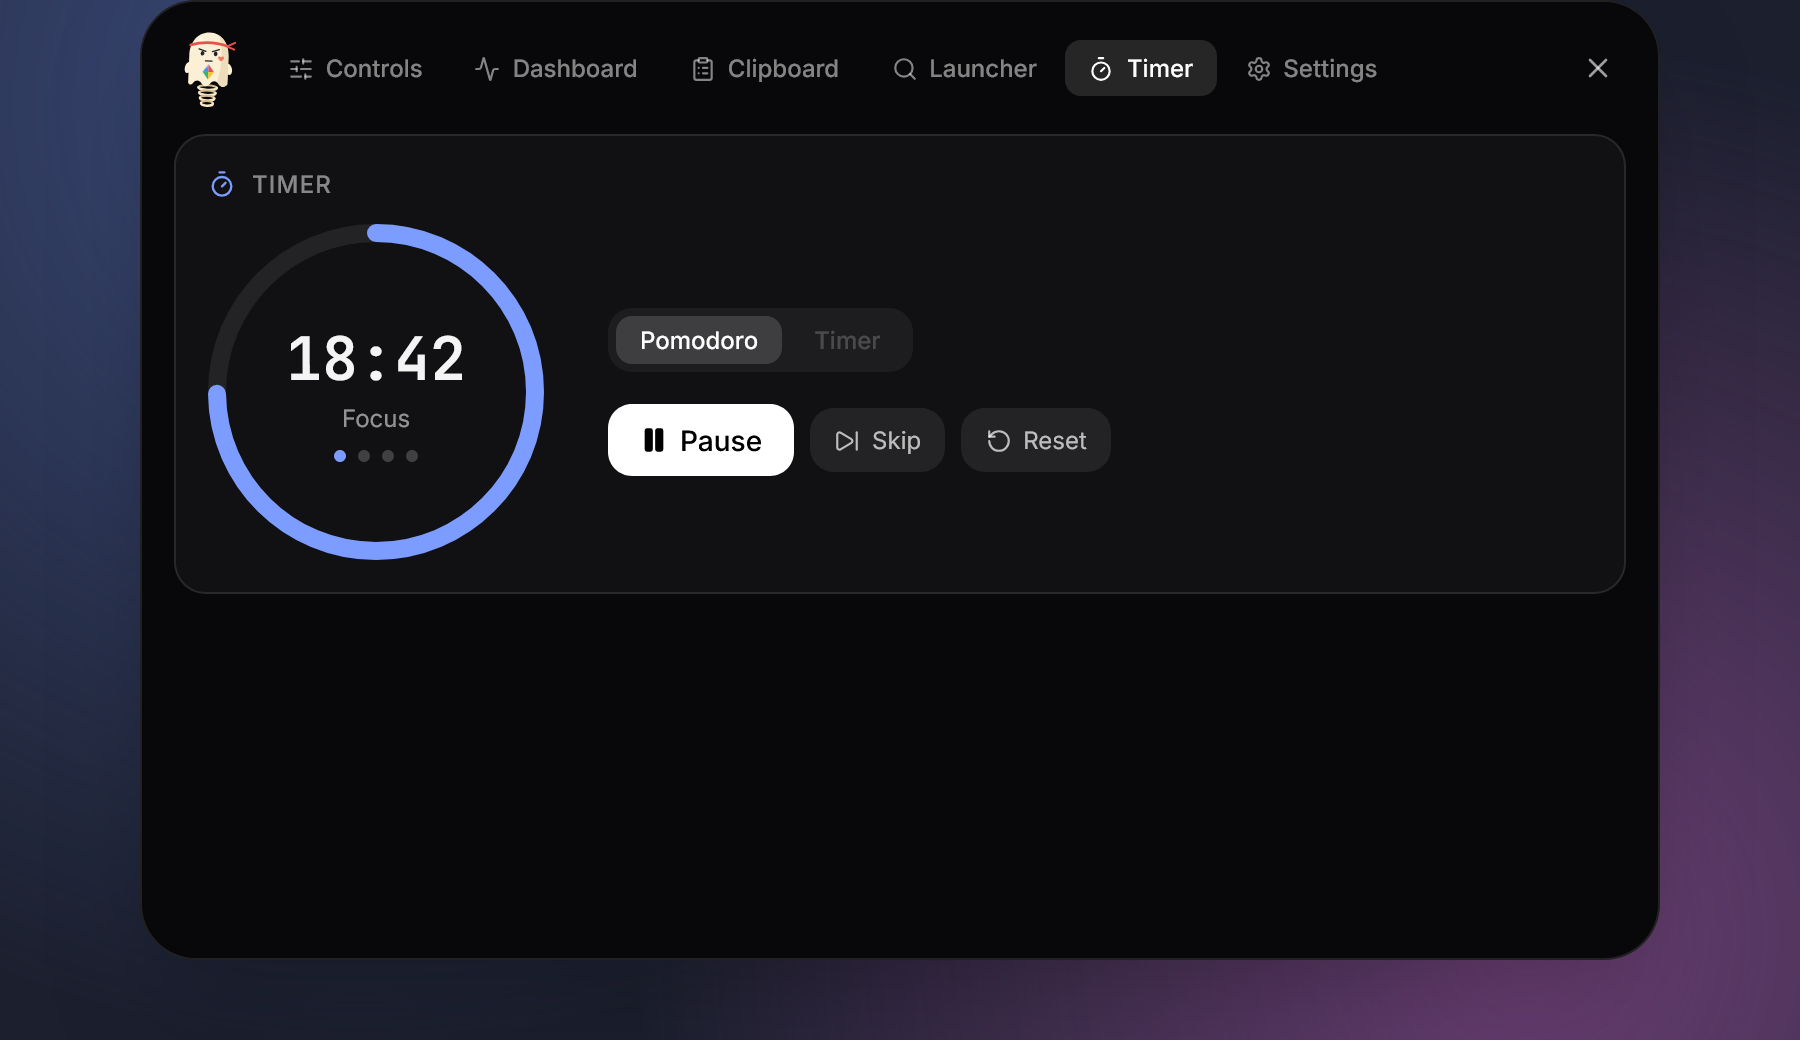 Controls
Dashboard
Clipboard
Launcher
Timer
Settings
TIMER
18:42
Focus
Pomodoro
Timer
Pause
Skip
Reset